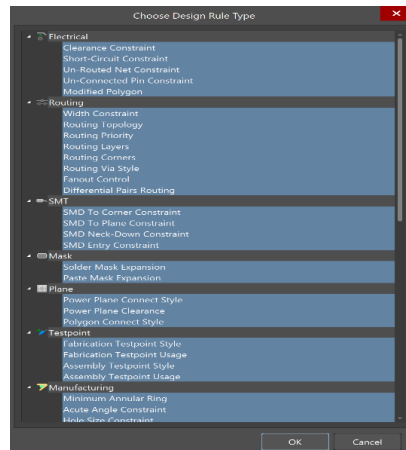 Choose Design Rule Type
Electrical
Clearance Constraint
Short-Circuit Constraint
Un-Routed Net Constraint
Un-Connected Pin Constraint
Modified Polygon
Routing
Width Constraint
Routing Topology
Routing Priority
Routing Layers
Routing Corners
Routing Via Style
Fanout Control
Differential Pairs Routing
SMT
SMD To Corner Constraint
SMD To Plane Constraint
SMD Neck-Down Constraint
SMD Entry Constraint
Mask
Solder Mask Expansion
Paste Mask Expansion
Plane
Power Plane Connect Style
Power Plane Clearance
Polygon Connect Style
Testpoint
Fabrication Testpoint Style
Fabrication Testpoint Usage
Assembly Testpoint Style
Assembly Testpoint Usage
Manufacturing
Minimum Annular Ring
Acute Angle Constraint
Hole Size Constraint
OK Cancel